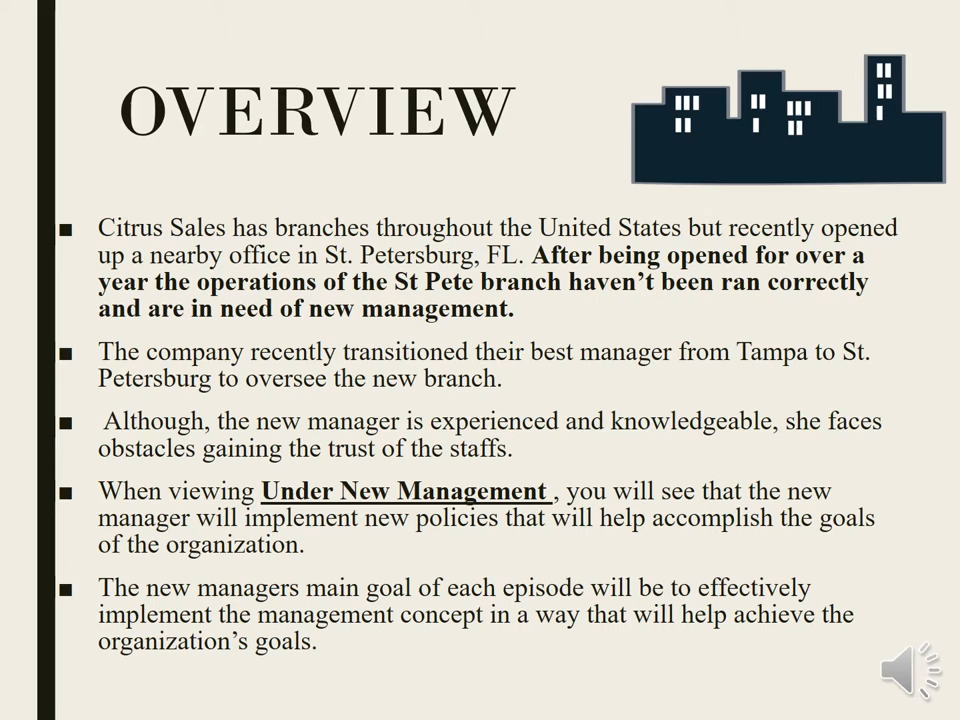 OVERVIEW
■ Citrus Sales has branches throughout the United States but recently opened
up a nearby office in St. Petersburg, FL. After being opened for over a
year the operations of the St Pete branch haven't been ran correctly
and are in need of new management.
■ The company recently transitioned their best manager from Tampa to St.
Petersburg to oversee the new branch.
■ Although, the new manager is experienced and knowledgeable, she faces
obstacles gaining the trust of the staffs.
■ When viewing Under New Management , you will see that the new
manager will implement new policies that will help accomplish the goals
of the organization.
■ The new managers main goal of each episode will be to effectively
implement the management concept in a way that will help achieve the
organization's goals.